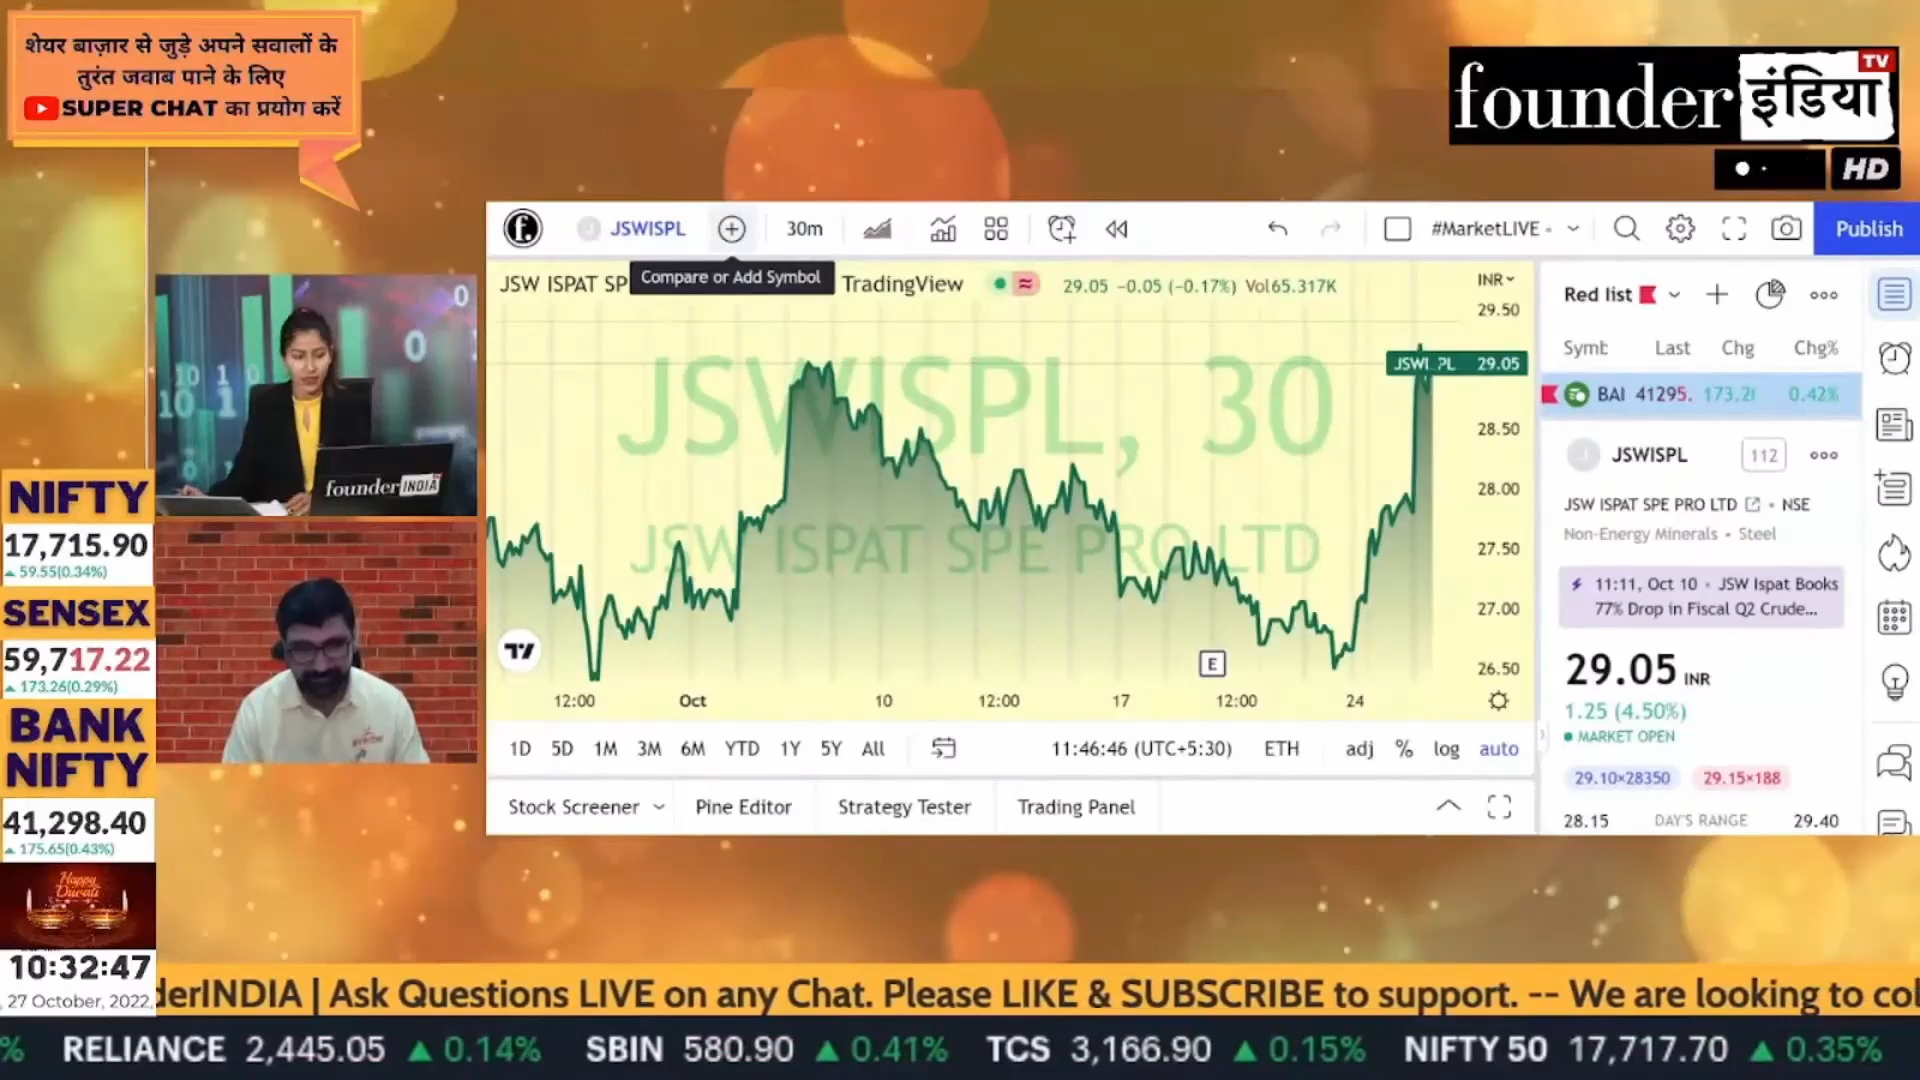 शेयर बाज़ार से जुड़े अपने सवालों के
तुरंत जवाब पाने के लिए
SUPER CHAT का प्रयोग करें
founder इंडिया TV
HD
JSWISPL
30m
#MarketLIVE
Publish
Compare or Add Symbol
JSW ISPAT SP
TradingView
29.05 −0.05 (−0.17%) Vol65.317K
INR
29.50
JSWISPL, 30
JSW ISPAT SPE PRO LTD
29.05
28.50
28.00
27.50
27.00
26.50
E
12:00 Oct 10 12:00 17 12:00 24
1D 5D 1M 3M 6M YTD 1Y 5Y All
11:46:46 (UTC+5:30) ETH adj % log auto
Stock Screener Pine Editor Strategy Tester Trading Panel
Red list
Symb Last Chg Chg%
BAI 41295. 173.2 0.42%
JSWISPL 112
JSW ISPAT SPE PRO LTD • NSE
Non-Energy Minerals • Steel
11:11, Oct 10 • JSW Ispat Books
77% Drop in Fiscal Q2 Crude...
29.05 INR
1.25 (4.50%)
MARKET OPEN
29.10×28350 29.15×188
28.15 DAY'S RANGE 29.40
founder INDIA
NIFTY
17,715.90
59.55(0.34%)
SENSEX
59,717.22
173.26(0.29%)
BANK
NIFTY
41,298.40
175.65(0.43%)
Happy
Diwali
10:32:47
, 27 October, 2022,
derINDIA | Ask Questions LIVE on any Chat. Please LIKE & SUBSCRIBE to support. -- We are looking to col
% RELIANCE 2,445.05 ▲ 0.14% SBIN 580.90 ▲ 0.41% TCS 3,166.90 ▲ 0.15% NIFTY 50 17,717.70 ▲ 0.35%